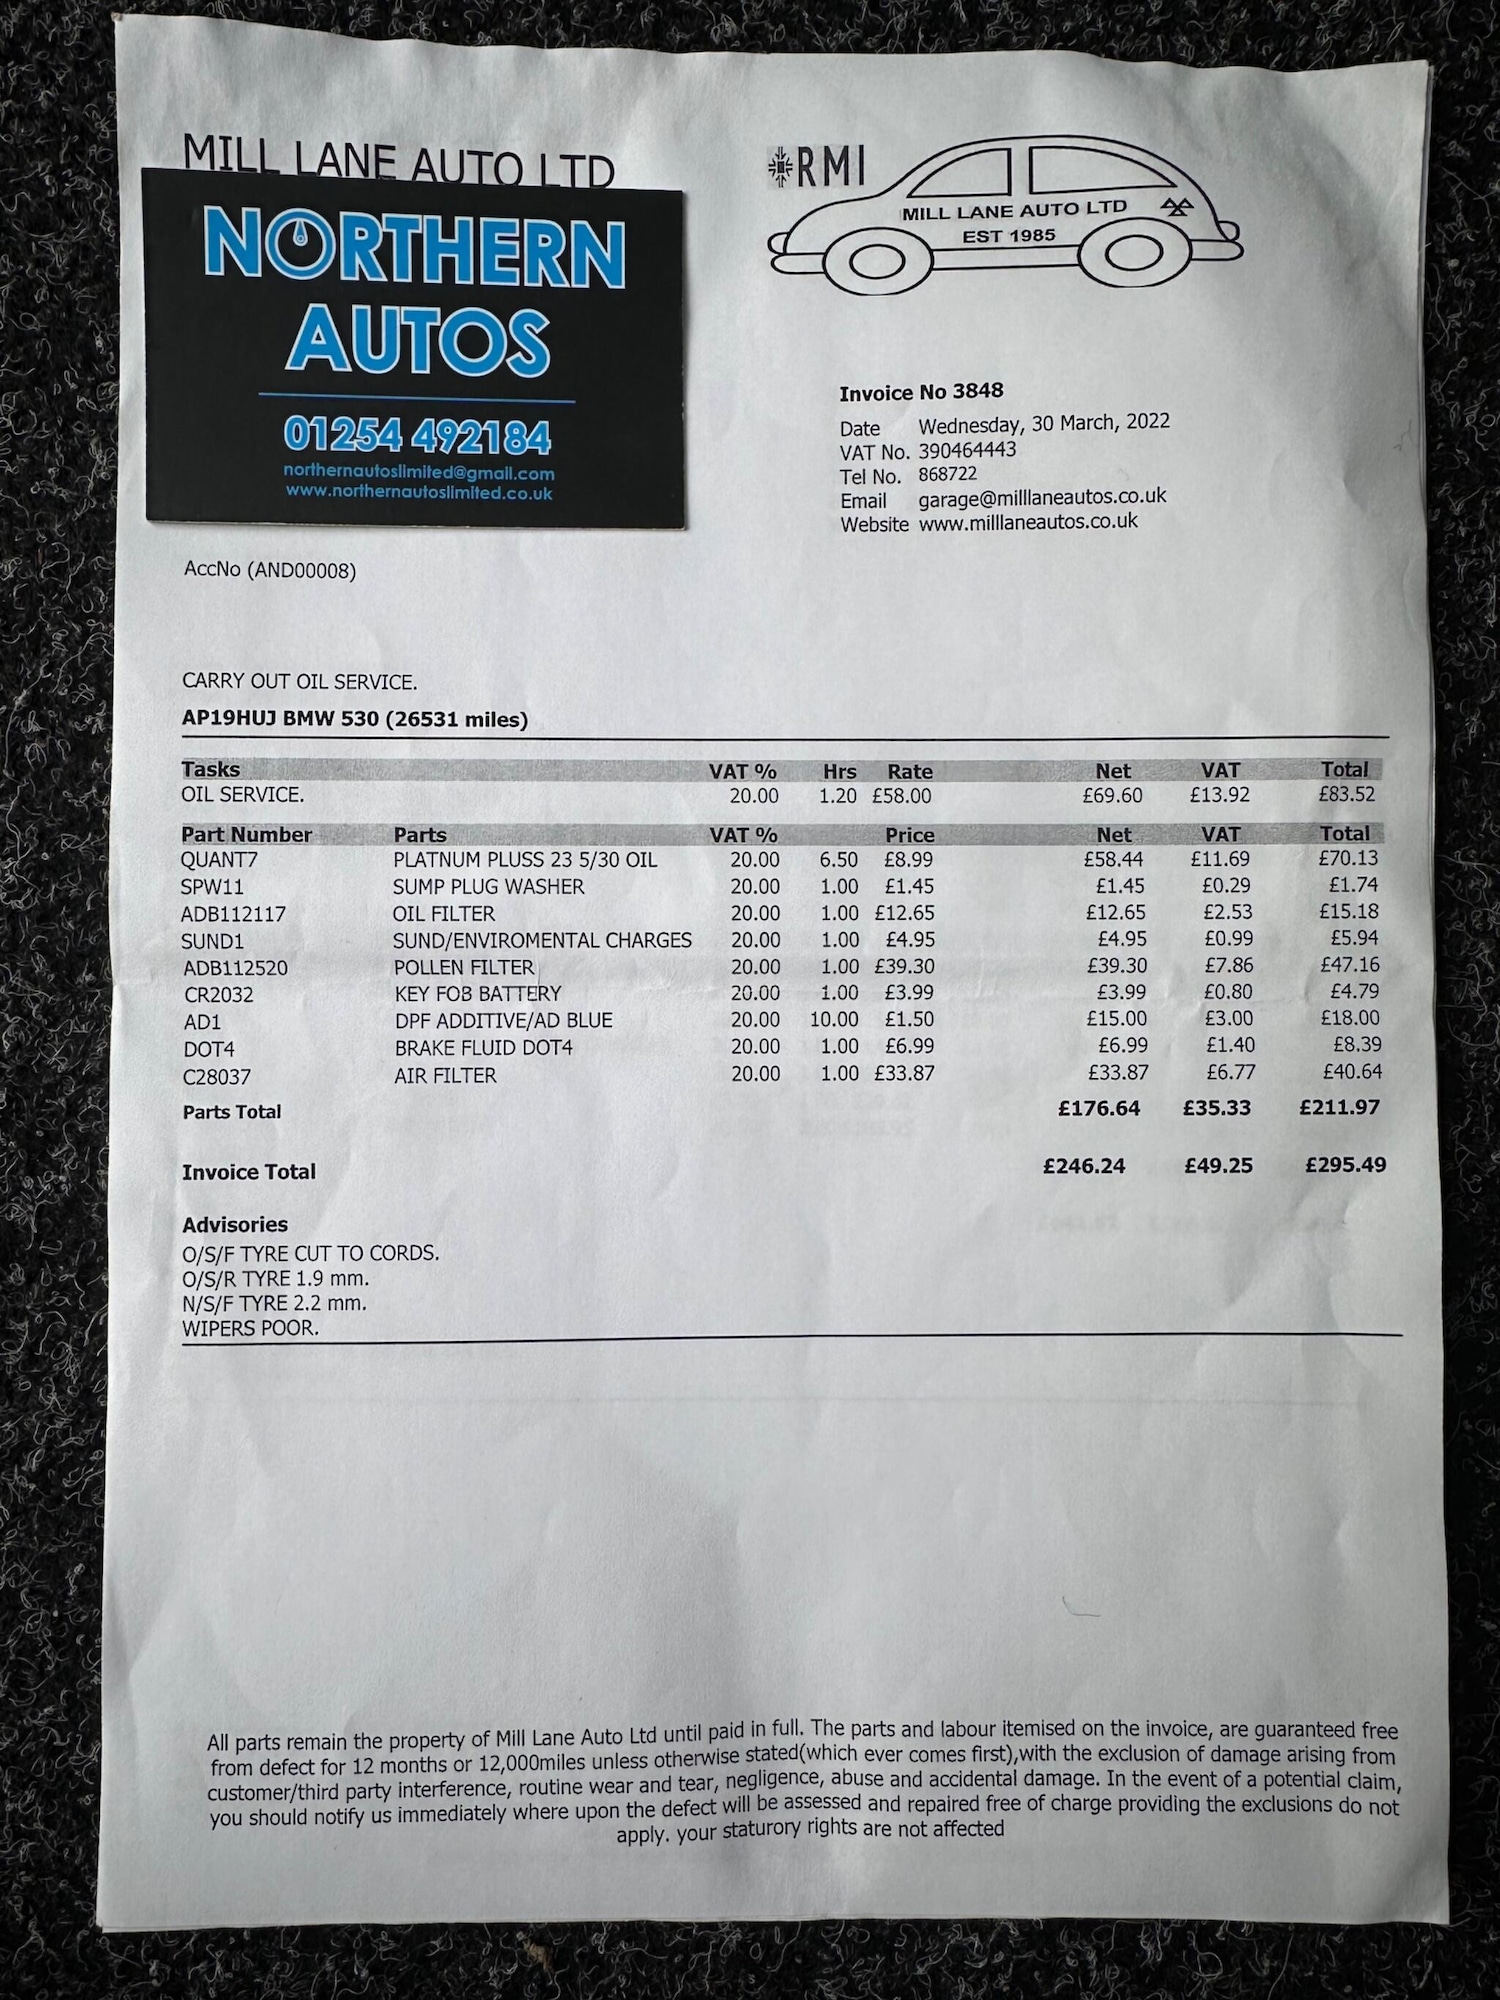 MILL LANE AUTO LTD
NORTHERN
AUTOS
01254 492184
northernautoslimited@gmail.com
www.northernautoslimited.co.uk
RMI
MILL LANE AUTO LTD
EST 1985
Invoice No 3848
Date Wednesday, 30 March, 2022
VAT No. 390464443
Tel No. 868722
Email garage@milllaneautos.co.uk
Website www.milllaneautos.co.uk
AccNo (AND00008)
CARRY OUT OIL SERVICE.
AP19HUJ BMW 530 (26531 miles)
Tasks VAT % Hrs Rate Net VAT Total
OIL SERVICE. 20.00 1.20 £58.00 £69.60 £13.92 £83.52
Part Number Parts VAT % Price Net VAT Total
QUANT7 PLATNUM PLUSS 23 5/30 OIL 20.00 6.50 £8.99 £58.44 £11.69 £70.13
SPW11 SUMP PLUG WASHER 20.00 1.00 £1.45 £1.45 £0.29 £1.74
ADB112117 OIL FILTER 20.00 1.00 £12.65 £12.65 £2.53 £15.18
SUND1 SUND/ENVIROMENTAL CHARGES 20.00 1.00 £4.95 £4.95 £0.99 £5.94
ADB112520 POLLEN FILTER 20.00 1.00 £39.30 £39.30 £7.86 £47.16
CR2032 KEY FOB BATTERY 20.00 1.00 £3.99 £3.99 £0.80 £4.79
AD1 DPF ADDITIVE/AD BLUE 20.00 10.00 £1.50 £15.00 £3.00 £18.00
DOT4 BRAKE FLUID DOT4 20.00 1.00 £6.99 £6.99 £1.40 £8.39
C28037 AIR FILTER 20.00 1.00 £33.87 £33.87 £6.77 £40.64
Parts Total £176.64 £35.33 £211.97
Invoice Total £246.24 £49.25 £295.49
Advisories
O/S/F TYRE CUT TO CORDS.
O/S/R TYRE 1.9 mm.
N/S/F TYRE 2.2 mm.
WIPERS POOR.
All parts remain the property of Mill Lane Auto Ltd until paid in full. The parts and labour itemised on the invoice, are guaranteed free
from defect for 12 months or 12,000miles unless otherwise stated(which ever comes first),with the exclusion of damage arising from
customer/third party interference, routine wear and tear, negligence, abuse and accidental damage. In the event of a potential claim,
you should notify us immediately where upon the defect will be assessed and repaired free of charge providing the exclusions do not
apply. your staturory rights are not affected